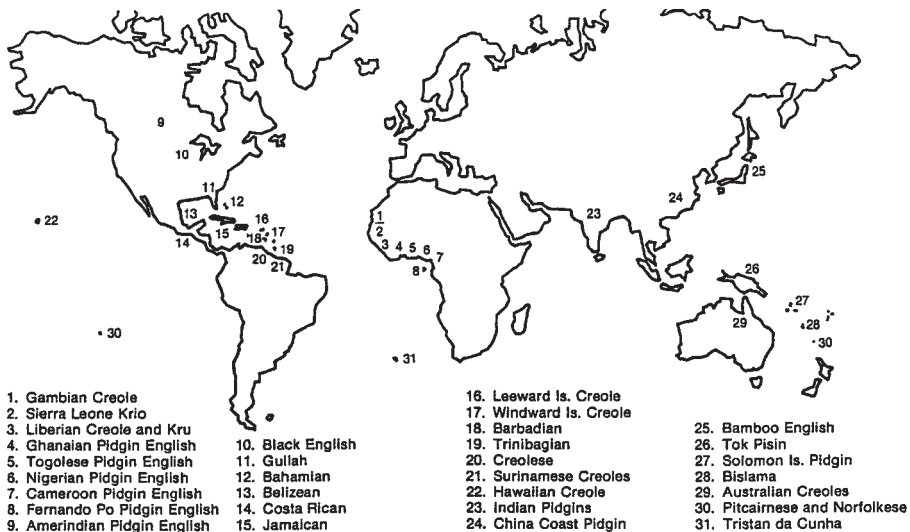 9
10
11
12
13
22
16
17
15
18
14
19
20
21
30
31
1
2
3
4
5
6
7
8
23
24
25
26
27
28
29
30
1. Gambian Creole
2. Sierra Leone Krio
3. Liberian Creole and Kru
4. Ghanaian Pidgin English
5. Togolese Pidgin English
6. Nigerian Pidgin English
7. Cameroon Pidgin English
8. Fernando Po Pidgin English
9. Amerindian Pidgin English
10. Black English
11. Gullah
12. Bahamian
13. Belizean
14. Costa Rican
15. Jamaican
16. Leeward Is. Creole
17. Windward Is. Creole
18. Barbadian
19. Trinibagian
20. Creolese
21. Surinamese Creoles
22. Hawaiian Creole
23. Indian Pidgins
24. China Coast Pidgin
25. Bamboo English
26. Tok Pisin
27. Solomon Is. Pidgin
28. Bislama
29. Australian Creoles
30. Pitcairnese and Norfolkese
31. Tristan da Cunha